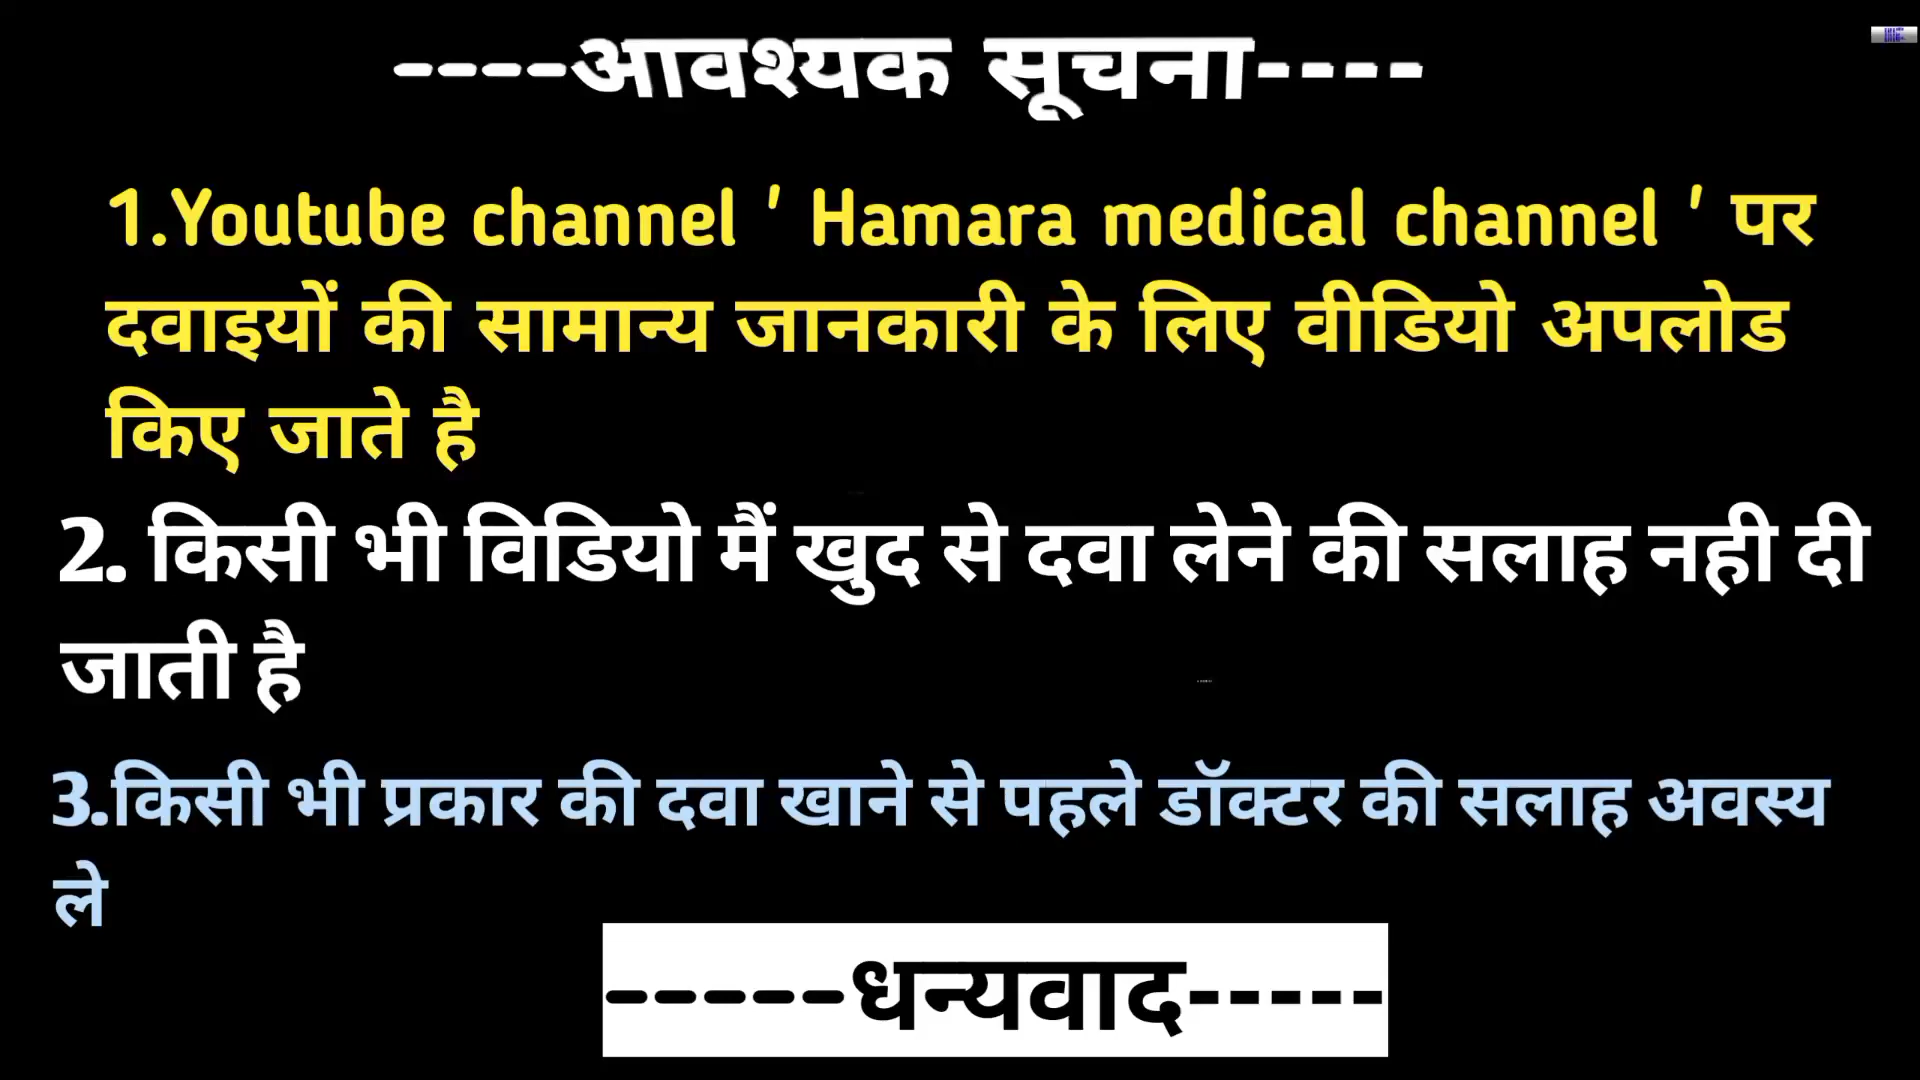 ----आवश्यक सूचना----
1.Youtube channel ' Hamara medical channel ' पर
दवाइयों की सामान्य जानकारी के लिए वीडियो अपलोड
किए जाते है
2. किसी भी विडियो मैं खुद से दवा लेने की सलाह नही दी
जाती है
3.किसी भी प्रकार की दवा खाने से पहले डॉक्टर की सलाह अवस्य
ले
-----धन्यवाद-----